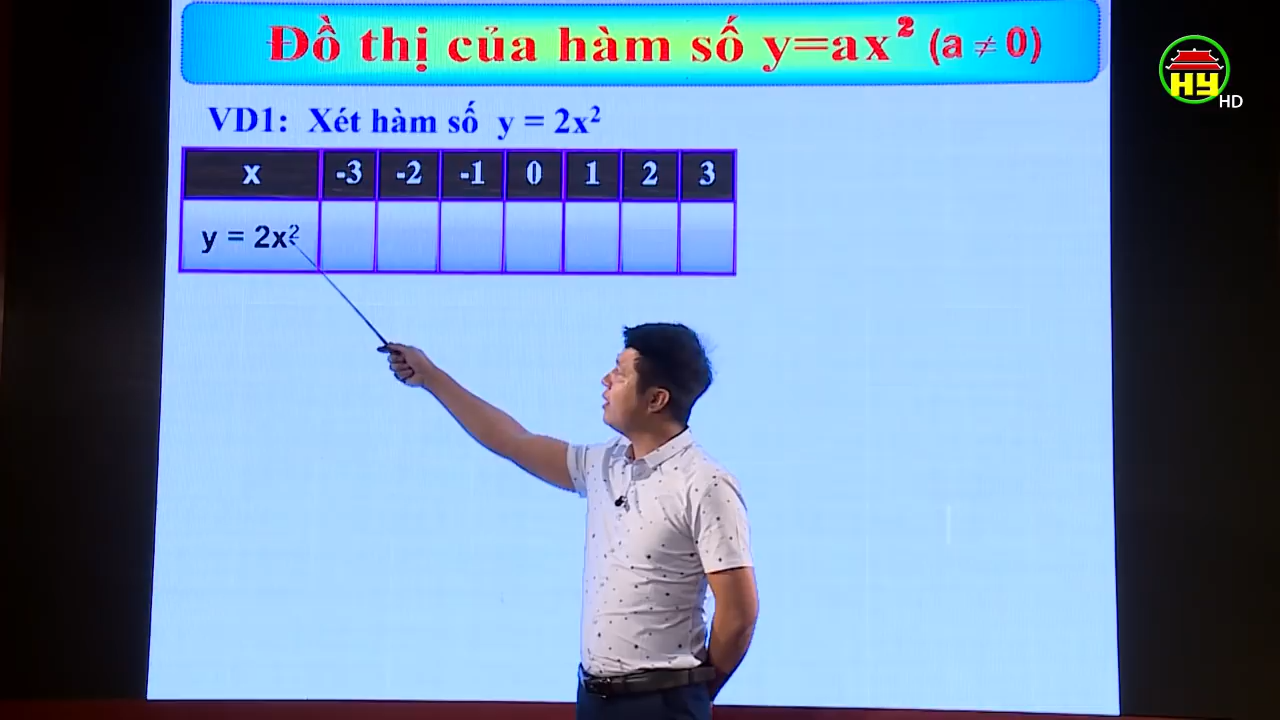 Đồ thị của hàm số y=ax² (a ≠ 0)
HY
HD
VD1: Xét hàm số y = 2x²
x -3 -2 -1 0 1 2 3
y = 2x²